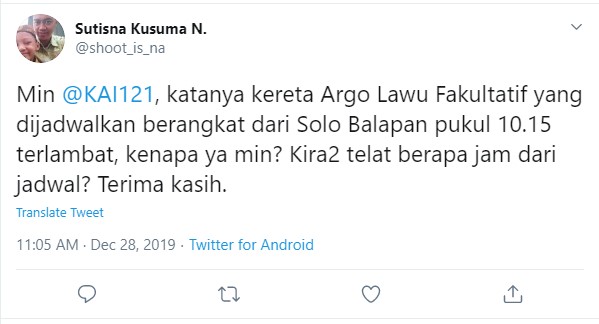 Sutisna Kusuma N.
@shoot_is_na
Min @KAI121, katanya kereta Argo Lawu Fakultatif yang
dijadwalkan berangkat dari Solo Balapan pukul 10.15
terlambat, kenapa ya min? Kira2 telat berapa jam dari
jadwal? Terima kasih.
Translate Tweet
11:05 AM · Dec 28, 2019 · Twitter for Android